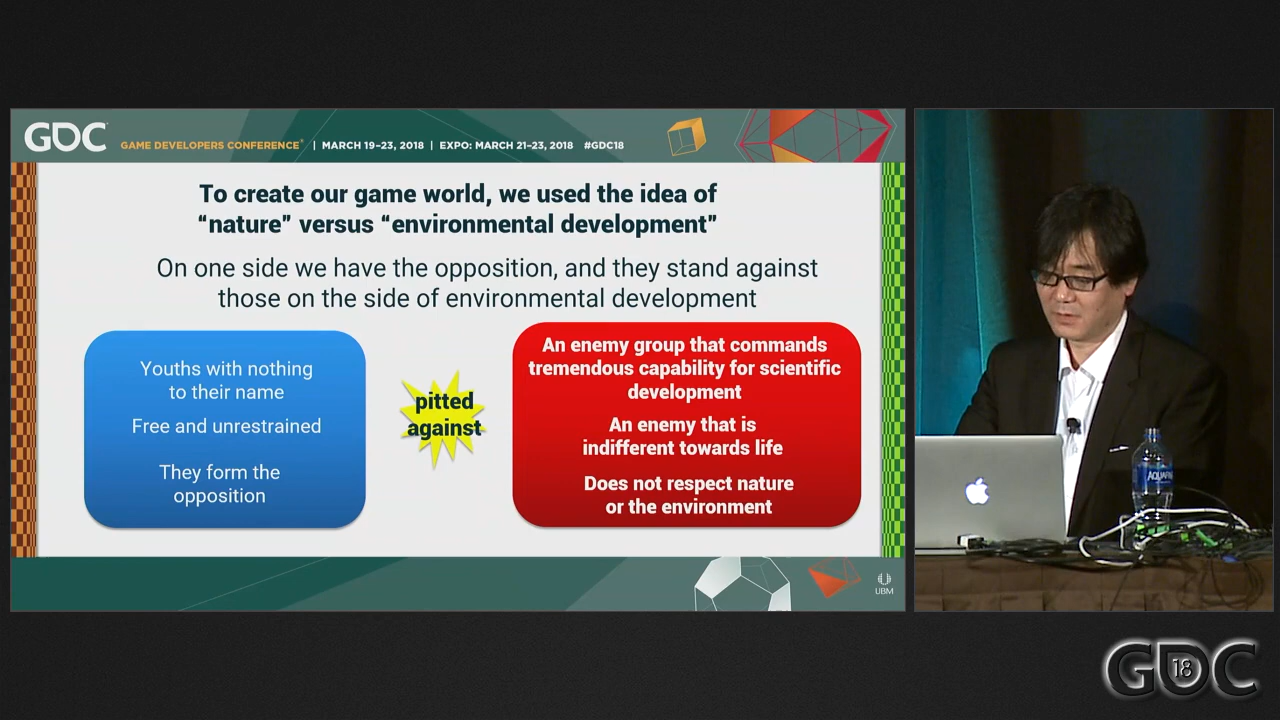 GDC GAME DEVELOPERS CONFERENCE® | MARCH 19–23, 2018 | EXPO: MARCH 21–23, 2018 #GDC18
To create our game world, we used the idea of
“nature” versus “environmental development”
On one side we have the opposition, and they stand against
those on the side of environmental development
Youths with nothing
to their name
Free and unrestrained
They form the
opposition
pitted
against
An enemy group that commands
tremendous capability for scientific
development
An enemy that is
indifferent towards life
Does not respect nature
or the environment
UBM
GDC
18